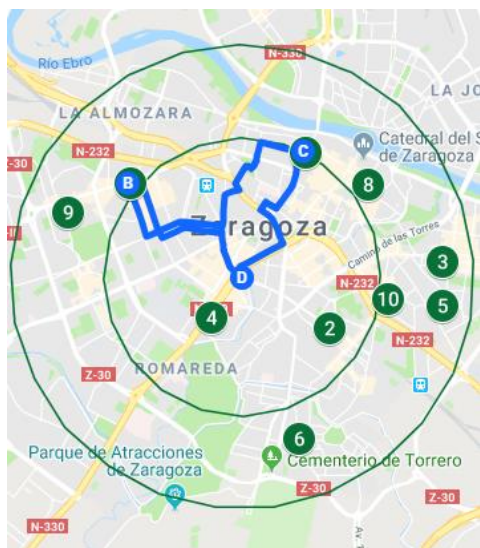 N-330
Río Ebro
LA ALMOZARA
LA JO
N-232
Z-30
C
Catedral del S
de Zaragoza
B
8
9
Zaragoza
Camino de las Torres
3
D
N-232
10
5
4
2
N-232
ROMAREDA
Z-30
6
Parque de Atracciones
de Zaragoza
Cementerio de Torrero
Z-30
N-330
Av.